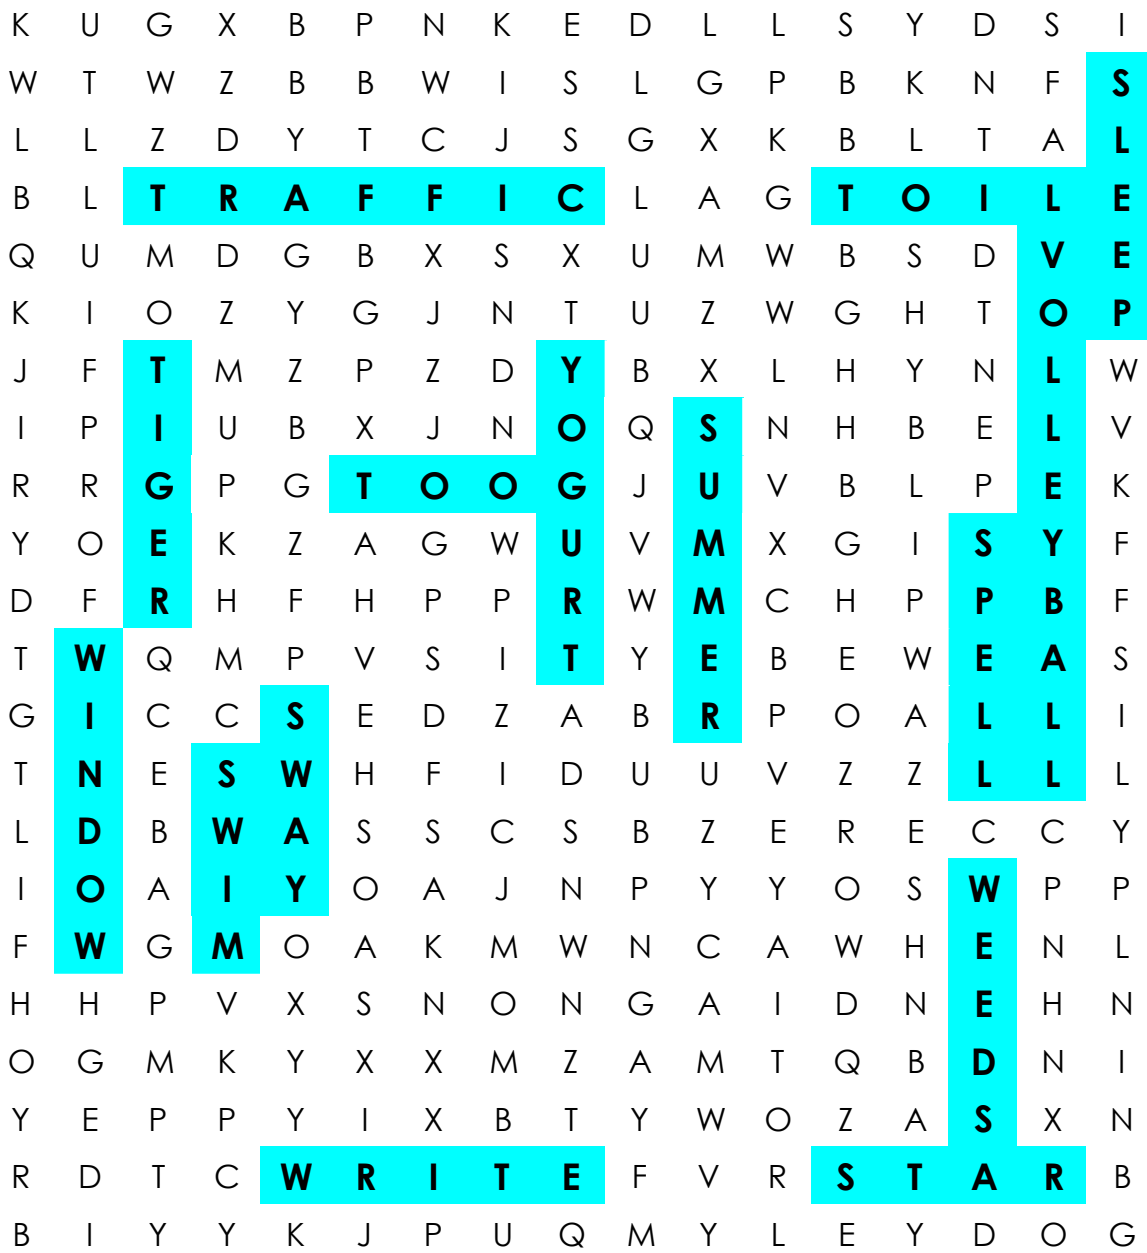 K U G X B P N K E D L L S Y D S I
W T W Z B B W I S L G P B K N F S
L L Z D Y T C J S G X K B L T A L
B L T R A F F I C L A G T O I L E
Q U M D G B X S X U M W B S D V E
K I O Z Y G J N T U Z W G H T O P
J F T M Z P Z D Y B X L H Y N L W
I P I U B X J N O Q S N H B E L V
R R G P G T O O G J U V B L P E K
Y O E K Z A G W U V M X G I S Y F
D F R H F H P P R W M C H P P B F
T W Q M P V S I T Y E B E W E A S
G I C C S E D Z A B R P O A L L I
T N E S W H F I D U U V Z Z L L L
L D B W A S S C S B Z E R E C C Y
I O A I Y O A J N P Y Y O S W P P
F W G M O A K M W N C A W H E N L
H H P V X S N O N G A I D N E H N
O G M K Y X X M Z A M T Q B D N I
Y E P P Y I X B T Y W O Z A S X N
R D T C W R I T E F V R S T A R B
B I Y Y K J P U Q M Y L E Y D O G